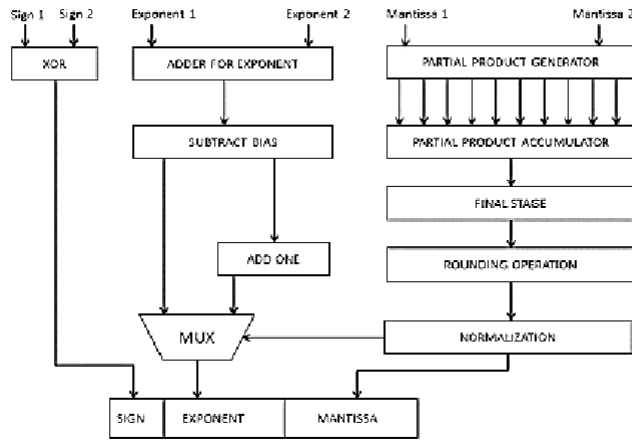 Sign 1 Sign 2 Exponent 1 Exponent 2 Mantissa 1 Mantissa 2
XOR ADDER FOR EXPONENT PARTIAL PRODUCT GENERATOR
SUBTRACT BIAS PARTIAL PRODUCT ACCUMULATOR
FINAL STAGE
ADD ONE ROUNDING OPERATION
MUX NORMALIZATION
SIGN EXPONENT MANTISSA